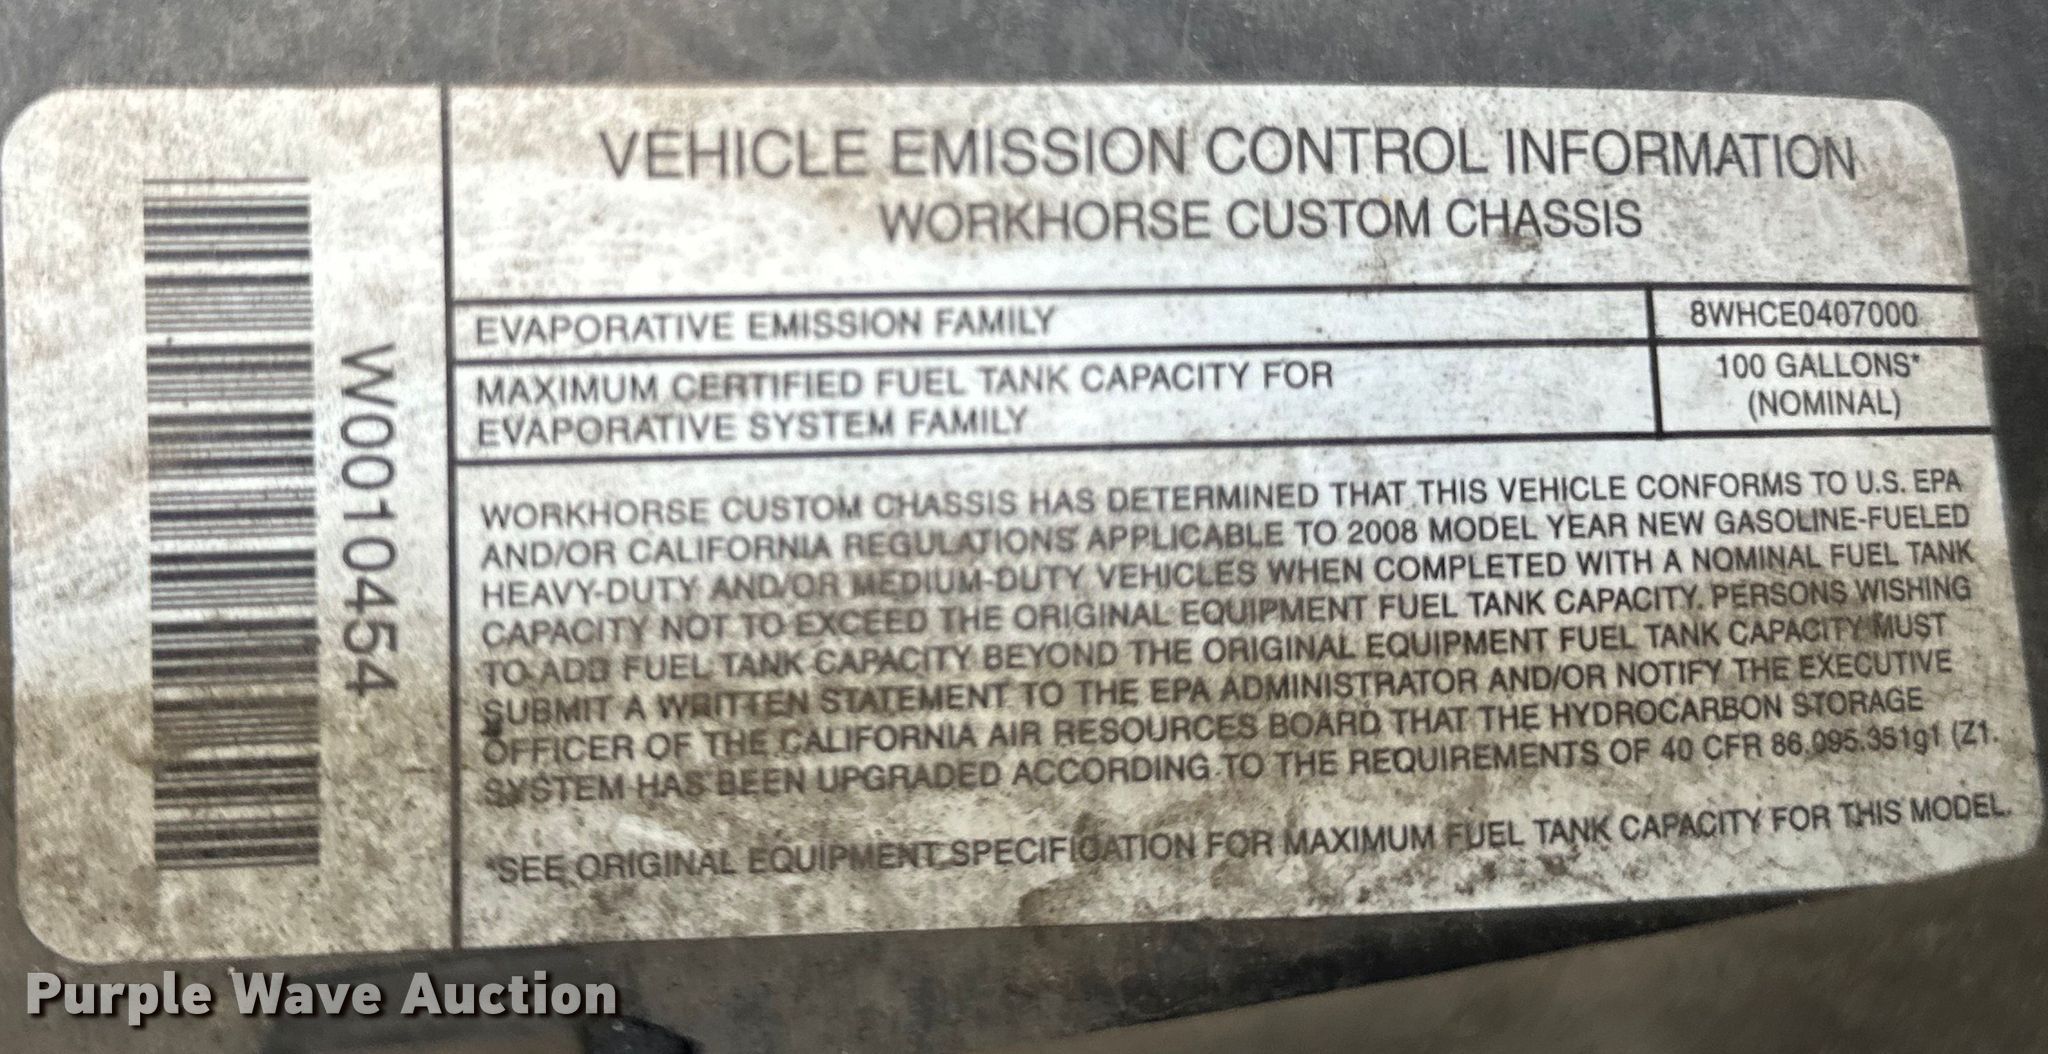 VEHICLE EMISSION CONTROL INFORMATION
WORKHORSE CUSTOM CHASSIS
EVAPORATIVE EMISSION FAMILY
8WHCE0407000
MAXIMUM CERTIFIED FUEL TANK CAPACITY FOR
EVAPORATIVE SYSTEM FAMILY
100 GALLONS*
(NOMINAL)
WORKHORSE CUSTOM CHASSIS HAS DETERMINED THAT THIS VEHICLE CONFORMS TO U.S. EPA
AND/OR CALIFORNIA REGULATIONS APPLICABLE TO 2008 MODEL YEAR NEW GASOLINE-FUELED
HEAVY-DUTY AND/OR MEDIUM-DUTY VEHICLES WHEN COMPLETED WITH A NOMINAL FUEL TANK
CAPACITY NOT TO EXCEED THE ORIGINAL EQUIPMENT FUEL TANK CAPACITY. PERSONS WISHING
TO ADD FUEL TANK CAPACITY BEYOND THE ORIGINAL EQUIPMENT FUEL TANK CAPACITY MUST
SUBMIT A WRITTEN STATEMENT TO THE EPA ADMINISTRATOR AND/OR NOTIFY THE EXECUTIVE
OFFICER OF THE CALIFORNIA AIR RESOURCES BOARD THAT THE HYDROCARBON STORAGE
SYSTEM HAS BEEN UPGRADED ACCORDING TO THE REQUIREMENTS OF 40 CFR 86.095.351g1 (Z1.
*SEE ORIGINAL EQUIPMENT SPECIFICATION FOR MAXIMUM FUEL TANK CAPACITY FOR THIS MODEL.
W0010454
Purple Wave Auction